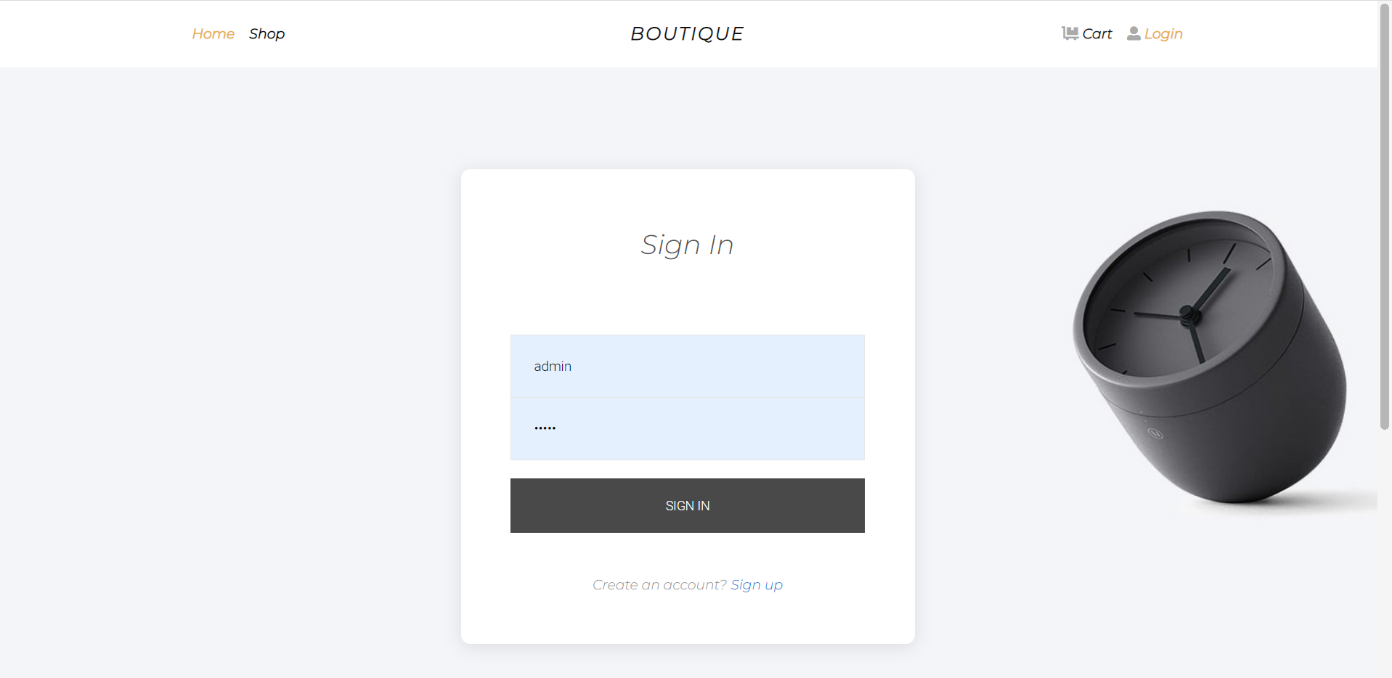 Home Shop BOUTIQUE Cart Login
Sign In
admin
•••••
SIGN IN
Create an account? Sign up